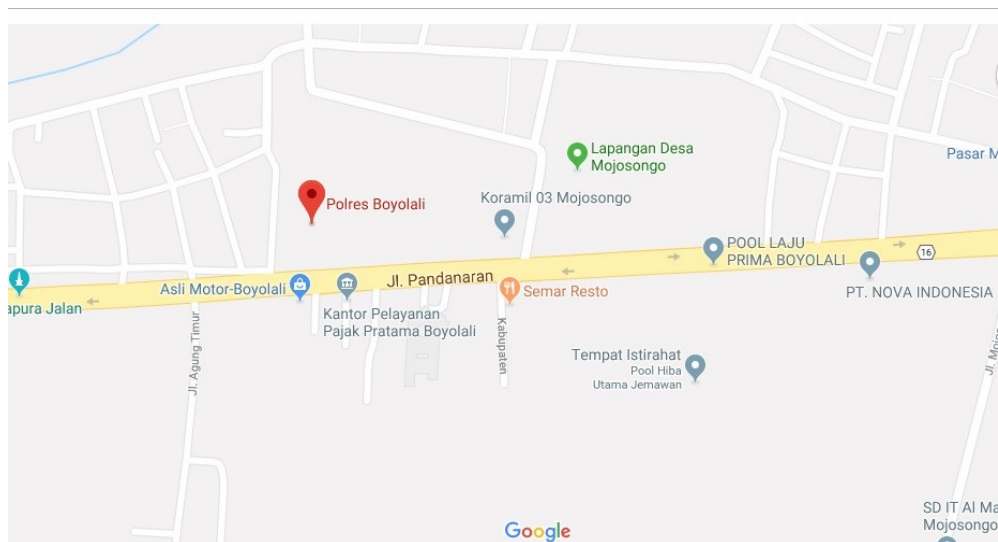 Lapangan Desa
Mojosongo
Pasar M
Polres Boyolali
Koramil 03 Mojosongo
POOL LAJU
PRIMA BOYOLALI
16
Jl. Pandanaran
Asli Motor-Boyolali
apura Jalan
Semar Resto
PT. NOVA INDONESIA
Kantor Pelayanan
Pajak Pratama Boyolali
Jl. Agung Timur
Kabupaten
Tempat Istirahat
Pool Hiba
Utama Jemawan
SD IT Al Ma
Mojosongo
Google